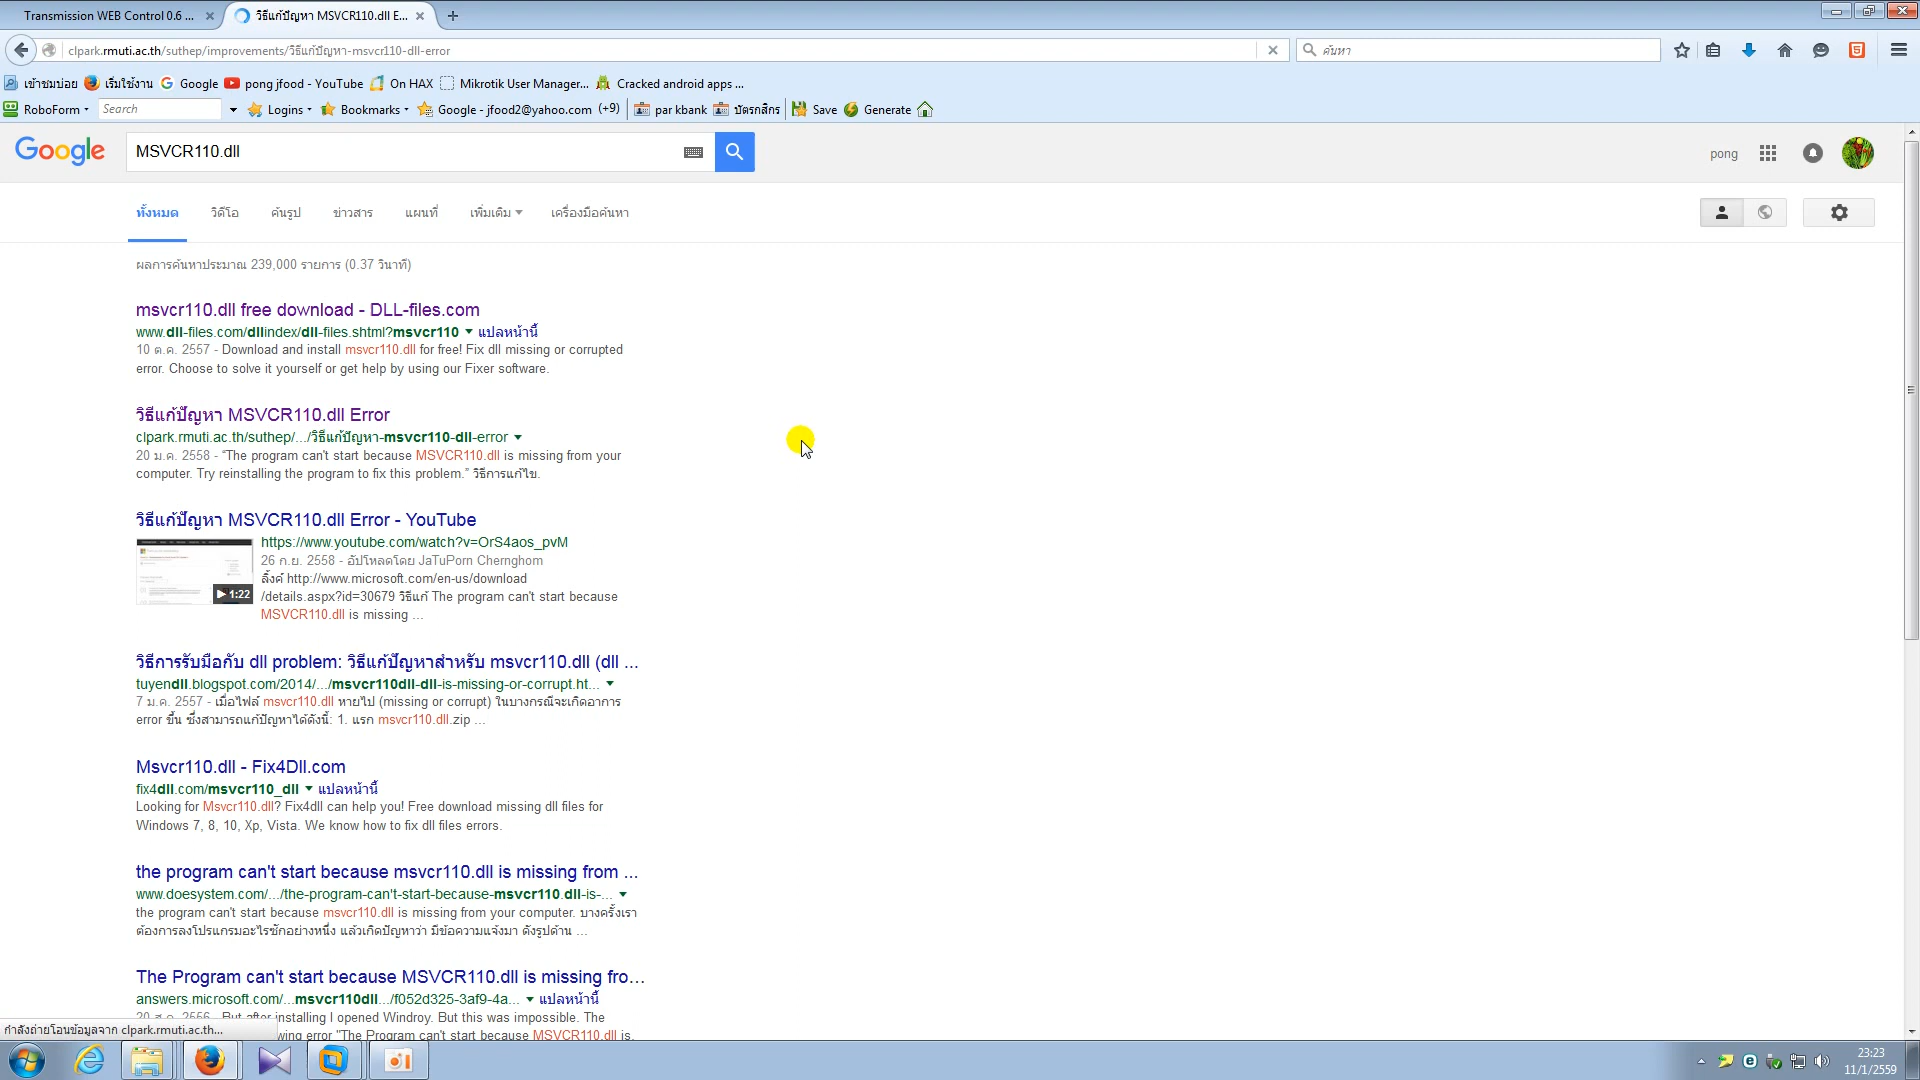 Transmission WEB Control 0.6 ...
วิธีแก้ปัญหา MSVCR110.dll E...
clpark.rmuti.ac.th/suthep/improvements/วิธีแก้ปัญหา-msvcr110-dll-error
ค้นหา
เข้าชมบ่อย เริ่มใช้งาน Google pong jfood - YouTube On HAX Mikrotik User Manager... Cracked android apps ...
RoboForm Search Logins Bookmarks Google - jfood2@yahoo.com (+9) par kbank บัตรกสิกร Save Generate
Google MSVCR110.dll pong
ทั้งหมด วิดีโอ ค้นรูป ข่าวสาร แผนที่ เพิ่มเติม เครื่องมือค้นหา
ผลการค้นหาประมาณ 239,000 รายการ (0.37 วินาที)
msvcr110.dll free download - DLL-files.com
www.dll-files.com/dllindex/dll-files.shtml?msvcr110 แปลหน้านี้
10 ต.ค. 2557 - Download and install msvcr110.dll for free! Fix dll missing or corrupted
error. Choose to solve it yourself or get help by using our Fixer software.
วิธีแก้ปัญหา MSVCR110.dll Error
clpark.rmuti.ac.th/suthep/.../วิธีแก้ปัญหา-msvcr110-dll-error
20 ม.ค. 2558 - “The program can't start because MSVCR110.dll is missing from your
computer. Try reinstalling the program to fix this problem.” วิธีการแก้ไข.
วิธีแก้ปัญหา MSVCR110.dll Error - YouTube
https://www.youtube.com/watch?v=OrS4aos_pvM
26 ก.ย. 2558 - อัปโหลดโดย JaTuPorn Chernghom
ลิ้งค์ http://www.microsoft.com/en-us/download
/details.aspx?id=30679 วิธีแก้ The program can't start because
1:22
MSVCR110.dll is missing ...
วิธีการรับมือกับ dll problem: วิธีแก้ปัญหาสำหรับ msvcr110.dll (dll ...
tuyendll.blogspot.com/2014/.../msvcr110dll-dll-is-missing-or-corrupt.ht...
7 ม.ค. 2557 - เมื่อไฟล์ msvcr110.dll หายไป (missing or corrupt) ในบางกรณีจะเกิดอาการ
error ขึ้น ซึ่งสามารถแก้ปัญหาได้ดังนี้: 1. แรก msvcr110.dll.zip ...
Msvcr110.dll - Fix4Dll.com
fix4dll.com/msvcr110_dll แปลหน้านี้
Looking for Msvcr110.dll? Fix4dll can help you! Free download missing dll files for
Windows 7, 8, 10, Xp, Vista. We know how to fix dll files errors.
the program can't start because msvcr110.dll is missing from ...
www.doesystem.com/.../the-program-can't-start-because-msvcr110.dll-is-...
the program can't start because msvcr110.dll is missing from your computer. บางครั้งเรา
ต้องการลงโปรแกรมอะไรซักอย่างหนึ่ง แล้วเกิดปัญหาว่า มีข้อความแจ้งมา ดังรูปด้าน ...
The Program can't start because MSVCR110.dll is missing fro...
answers.microsoft.com/...msvcr110dll.../f052d325-3af9-4a... แปลหน้านี้
20 ส.ค. 2556 - But after installing I opened Windroy. But this was impossible. The
wing error "The Program can't start because MSVCR110.dll is
กำลังถ่ายโอนข้อมูลจาก clpark.rmuti.ac.th...
23:23
11/1/2559